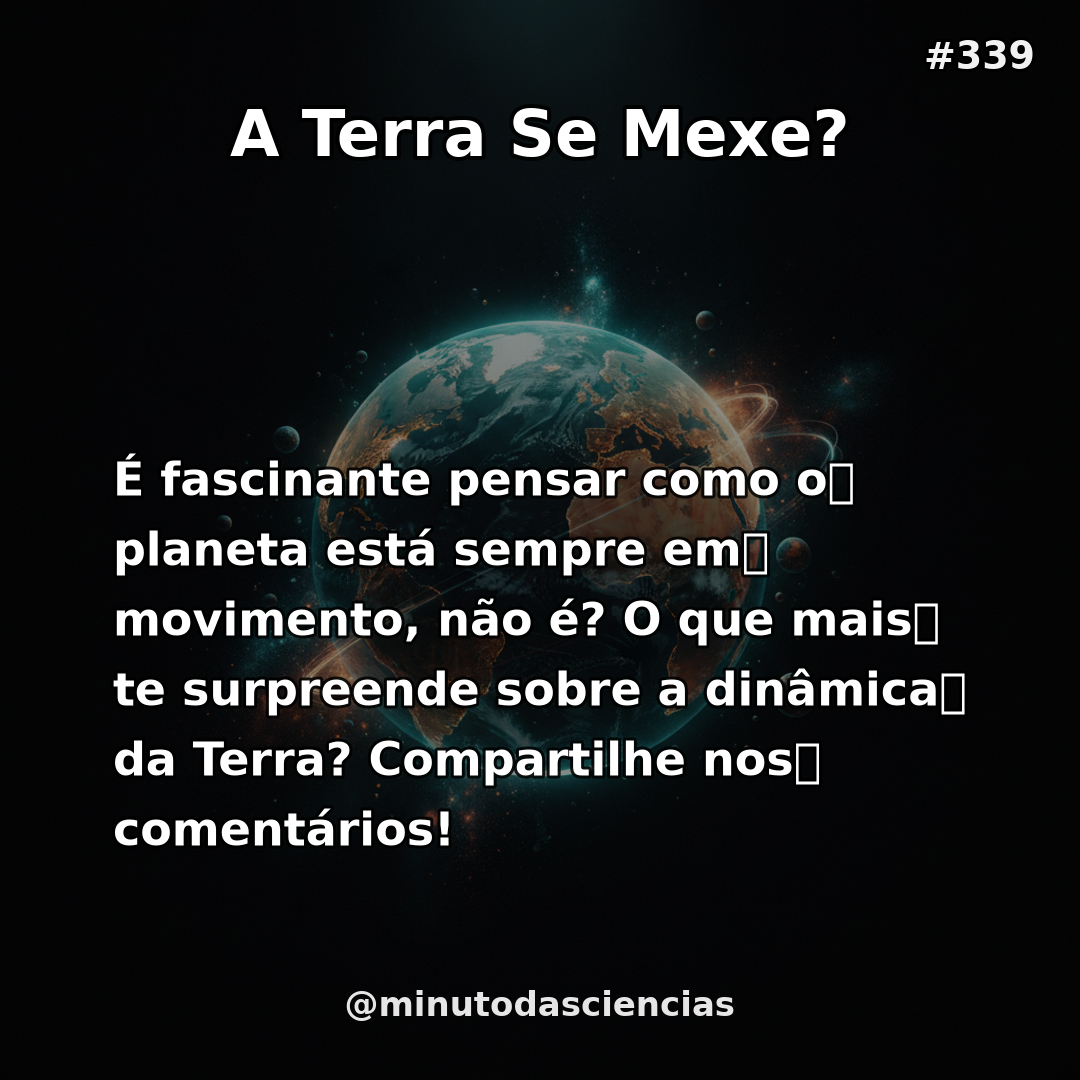 #339
A Terra Se Mexe?
É fascinante pensar como o▯
planeta está sempre em▯
movimento, não é? O que mais▯
te surpreende sobre a dinâmica▯
da Terra? Compartilhe nos▯
comentários!
@minutodasciencias